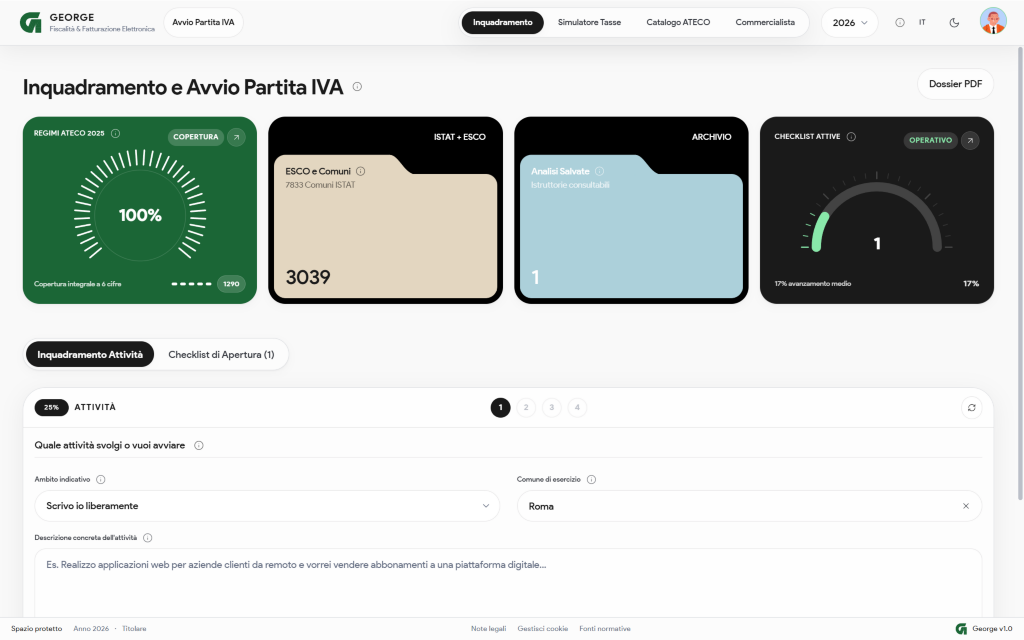 GEORGE
Fiscalità & Fatturazione Elettronica
Avvio Partita IVA
Inquadramento
Simulatore Tasse
Catalogo ATECO
Commercialista
2026
IT
Inquadramento e Avvio Partita IVA
Dossier PDF
REGIMI ATECO 2025
COPERTURA
100%
Copertura integrale a 6 cifre
1290
ISTAT + ESCO
ESCO e Comuni
7833 Comuni ISTAT
3039
ARCHIVIO
Analisi Salvate
Istruttorie consultabili
1
CHECKLIST ATTIVE
OPERATIVO
1
17% avanzamento medio
17%
Inquadramento Attività
Checklist di Apertura (1)
25%
ATTIVITÀ
1
2
3
4
Quale attività svolgi o vuoi avviare
Ambito indicativo
Comune di esercizio
Scrivo io liberamente
Roma
Descrizione concreta dell'attività
Es. Realizzo applicazioni web per aziende clienti da remoto e vorrei vendere abbonamenti a una piattaforma digitale...
Spazio protetto
Anno 2026 · Titolare
Note legali
Gestisci cookie
Fonti normative
George v1.0